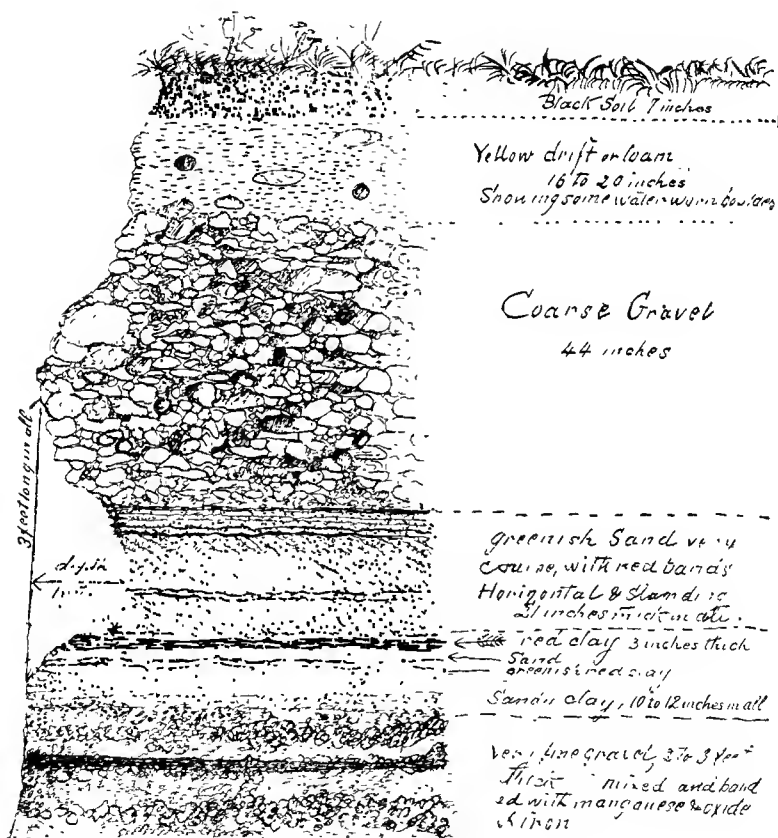 Black Soil 7 inches
Yellow drift or loam
16 to 20 inches
Showing some water worn boulders
Coarse Gravel
44 inches
3 feet long in all
depth
greenish Sand very
course, with red bands
Horizontal &
21 inches thick in all.
red clay 3 inches thick
Sand
greenish red clay
Sandy clay, 10 to 12 inches in all
Very fine gravel, 3 to 3 feet
thick mixed and band
ed with manganese & oxide
of iron